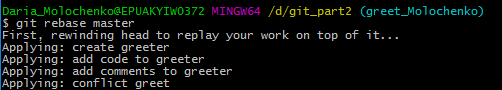 Daria_Molochenko@EPUAKYIW0372 MINGW64 /d/git_part2 (greet_Molochenko)
$ git rebase master
First, rewinding head to replay your work on top of it...
Applying: create greeter
Applying: add code to greeter
Applying: add comments to greeter
Applying: conflict greet